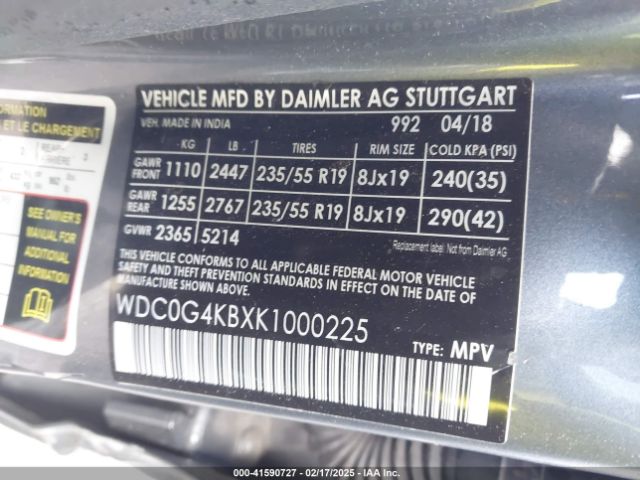 VEHICLE MFD BY DAIMLER AG STUTTGART
VEH. MADE IN INDIA 992 04/18
KG LB TIRES RIM SIZE COLD KPA (PSI)
GAWR FRONT 1110 2447 235/55 R19 8Jx19 240(35)
GAWR REAR 1255 2767 235/55 R19 8Jx19 290(42)
GVWR 2365 5214
Replacement label: Not from Daimler AG
THIS VEHICLE CONFORMS TO ALL APPLICABLE FEDERAL MOTOR VEHICLE
SAFETY AND THEFT PREVENTION STANDARDS IN EFFECT ON THE DATE OF
MANUFACTURE SHOWN ABOVE.
WDC0G4KBXK1000225
TYPE: MPV
ET LE CHARGEMENT
SEE OWNER'S
MANUAL FOR
ADDITIONAL
INFORMATION
000-41590727 - 02/17/2025 - IAA Inc.